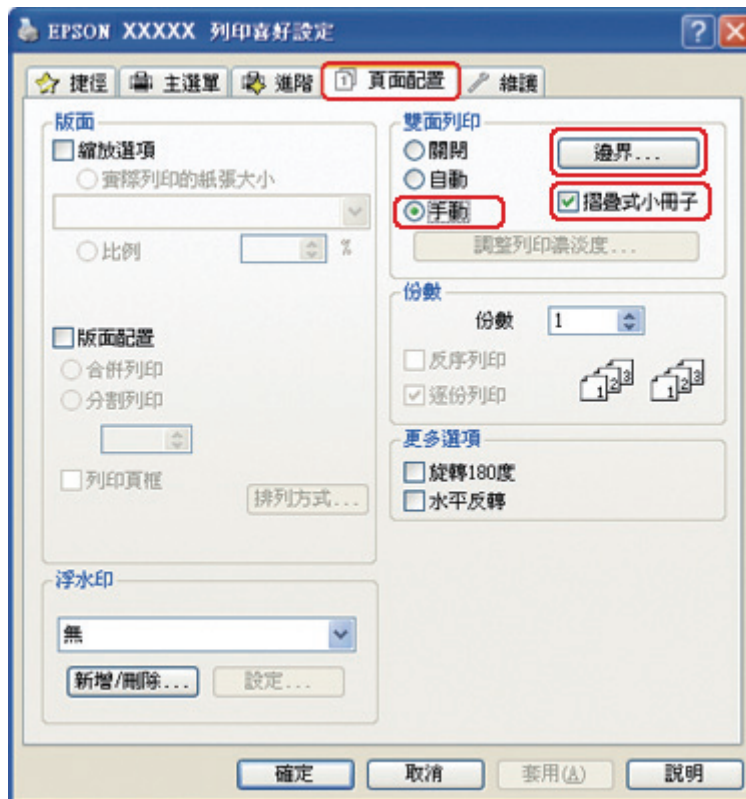 EPSON XXXXX 列印喜好設定
捷徑 主選單 進階 頁面配置 維護
版面
縮放選項
實際列印的紙張大小
比例 %
版面配置
合併列印
分割列印
列印頁框
排列方式...
浮水印
無
新增/刪除... 設定...
雙面列印
關閉
自動
手動
邊界...
摺疊式小冊子
調整列印濃淡度...
份數
份數 1
反序列印
逐份列印
1 2 3 1 2 3
更多選項
旋轉180度
水平反轉
確定 取消 套用(A) 說明